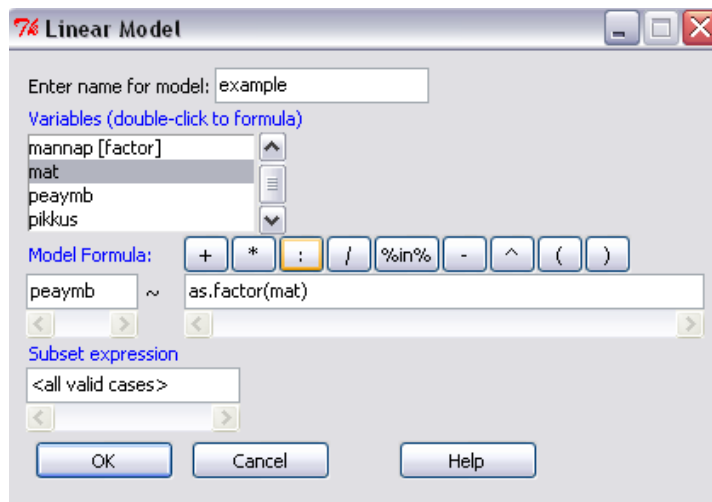 Linear Model
Enter name for model: example
Variables (double-click to formula)
mannap [factor]
mat
peaymb
pikkus
Model Formula: + * : / %in% - ^ ( )
peaymb ~ as.factor(mat)
Subset expression
<all valid cases>
OK Cancel Help